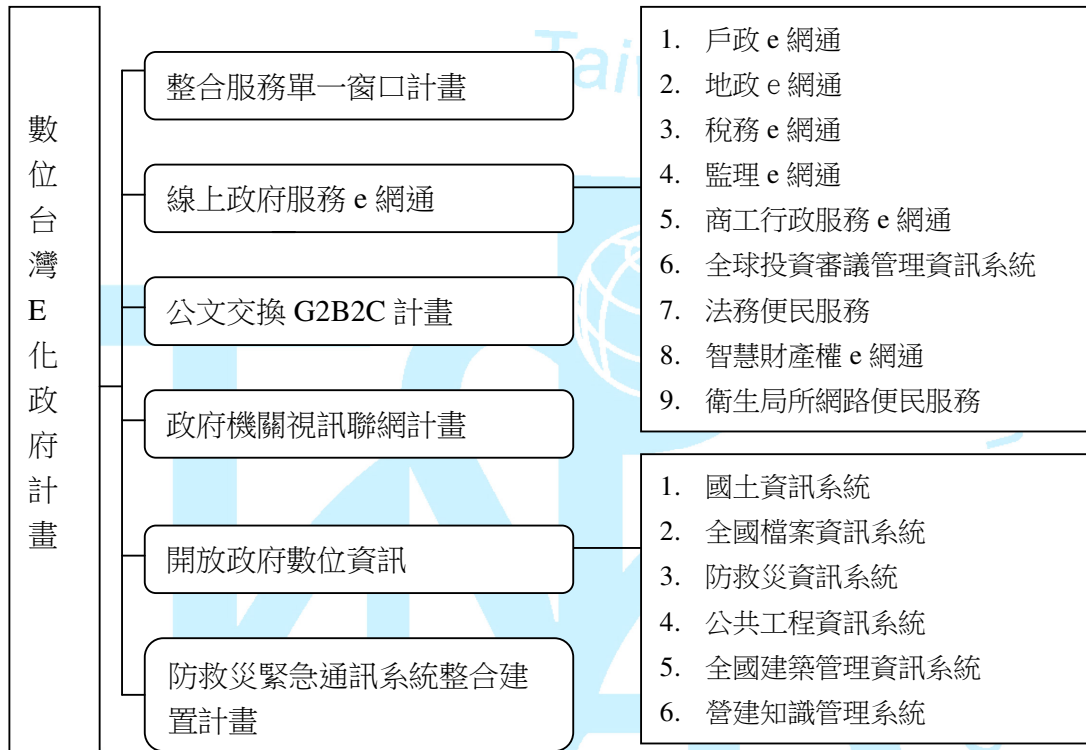 數位台灣E化政府計畫
整合服務單一窗口計畫
線上政府服務 e 網通
公文交換 G2B2C 計畫
政府機關視訊聯網計畫
開放政府數位資訊
防救災緊急通訊系統整合建
置計畫
1. 戶政 e 網通
2. 地政 e 網通
3. 稅務 e 網通
4. 監理 e 網通
5. 商工行政服務 e 網通
6. 全球投資審議管理資訊系統
7. 法務便民服務
8. 智慧財產權 e 網通
9. 衛生局所網路便民服務
1. 國土資訊系統
2. 全國檔案資訊系統
3. 防救災資訊系統
4. 公共工程資訊系統
5. 全國建築管理資訊系統
6. 營建知識管理系統